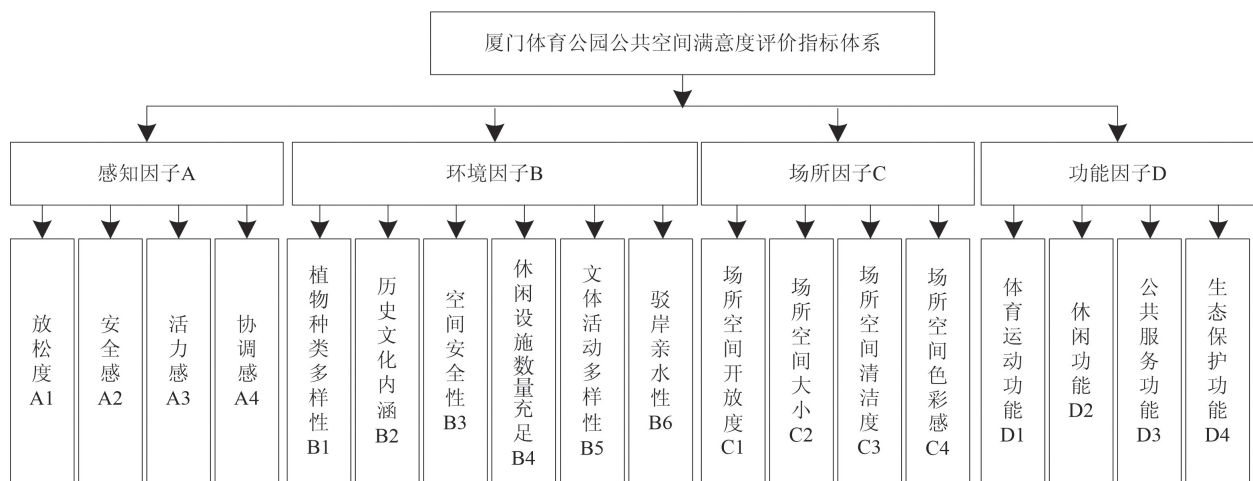 厦门体育公园公共空间满意度评价指标体系
感知因子A
环境因子B
场所因子C
功能因子D
放松度A1
安全感A2
活力感A3
协调感A4
植物种类多样性B1
历史文化内涵B2
空间安全性B3
休闲设施数量充足B4
文体活动多样性B5
驳岸亲水性B6
场所空间开放度C1
场所空间大小C2
场所空间清洁度C3
场所空间色彩感C4
体育运动功能D1
休闲功能D2
公共服务功能D3
生态保护功能D4